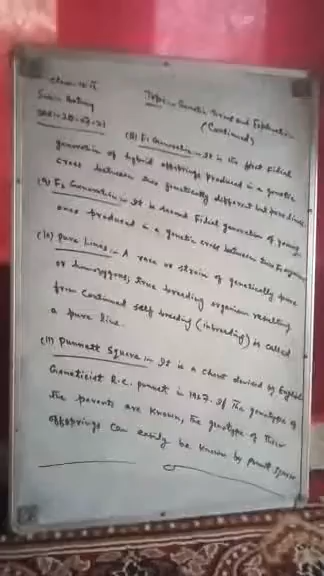 Class-
Topic:- Genetic Terms and Explanation
Sub:- Botany
(Continued)
(8) F1 Generation :- It is the first Filial
generation of hybrid offsprings produced in a genetic
cross between two genetically different but pure lines
(9) F2 Generation :- It is second Filial generation of young
ones produced in a genetic cross between two F1
(10) Pure Lines :- A race or strain of genetically pure
or homozygous, true breeding organism resulting
from continued self breeding (inbreeding) is called
a pure line.
(11) Punnett Square :- It is a chart devised by English
Geneticist R.C. punnet in 1927. If the genotype of
the parents are known, the genotype of their
offsprings can easily be known by Square